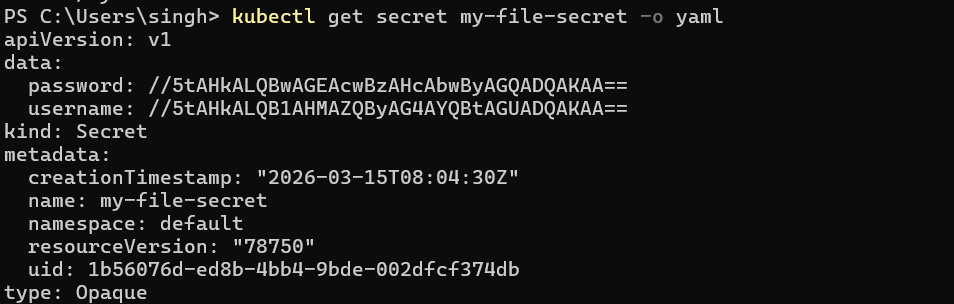 PS C:\Users\singh> kubectl get secret my-file-secret -o yaml
apiVersion: v1
data:
  password: //5tAHkALQBwAGEAcwBzAHcAbwByAGQADQAKAA==
  username: //5tAHkALQB1AHMAZQByAG4AYQBtAGUADQAKAA==
kind: Secret
metadata:
  creationTimestamp: "2026-03-15T08:04:30Z"
  name: my-file-secret
  namespace: default
  resourceVersion: "78750"
  uid: 1b56076d-ed8b-4bb4-9bde-002dfcf374db
type: Opaque